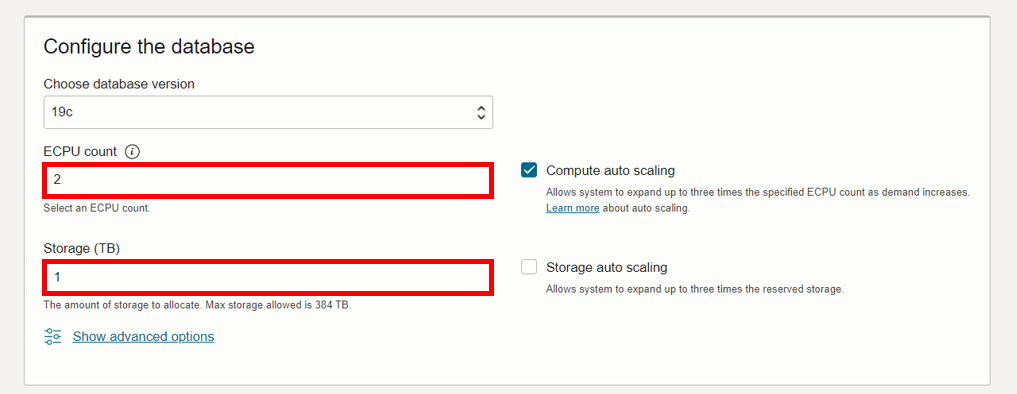 Configure the database
Choose database version
19c
ECPU count
2
Select an ECPU count.
Compute auto scaling
Allows system to expand up to three times the specified ECPU count as demand increases.
Learn more about auto scaling.
Storage (TB)
1
The amount of storage to allocate. Max storage allowed is 384 TB.
Storage auto scaling
Allows system to expand up to three times the reserved storage.
Show advanced options